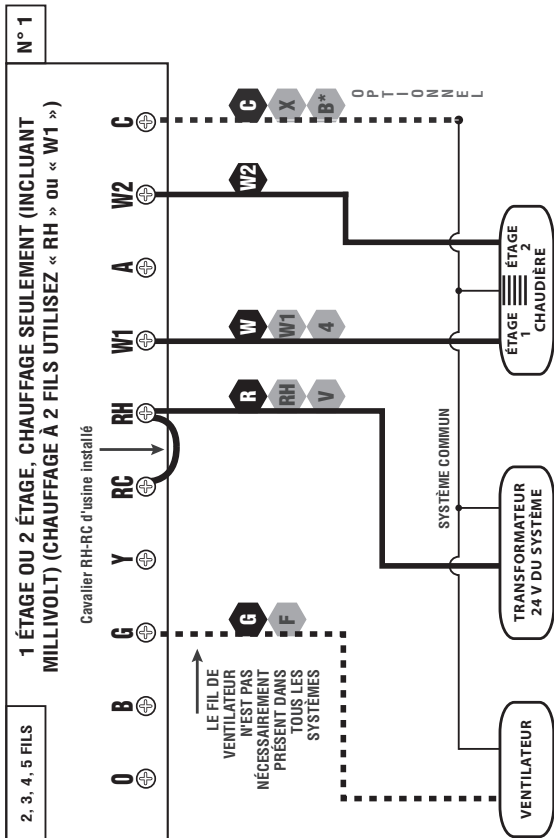 2, 3, 4, 5 FILS
1 ÉTAGE OU 2 ÉTAGE, CHAUFFAGE SEULEMENT (INCLUANT
MILLIVOLT) (CHAUFFAGE À 2 FILS UTILISEZ « RH » ou « W1 »)
N° 1
Cavalier RH-RC d'usine installé
O B G Y RC RH W1 A W2 C
LE FIL DE
VENTILATEUR
N'EST PAS
NÉCESSAIREMENT
PRÉSENT DANS
TOUS LES
SYSTÈMES
G
F
R
RH
V
W
W1
4
W2
C
X
B*
OPTIONNEL
SYSTÈME COMMUN
VENTILATEUR
TRANSFORMATEUR
24 V DU SYSTÈME
ÉTAGE
1
ÉTAGE
2
CHAUDIÈRE